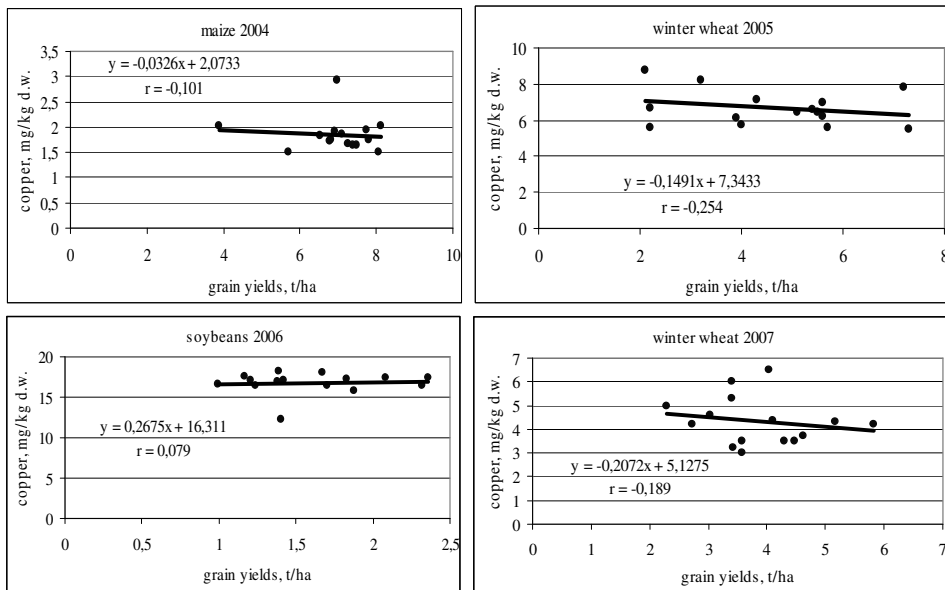 maize 2004
y = -0,0326x + 2,0733
r = -0,101
copper, mg/kg d.w.
3,5
3
2,5
2
1,5
1
0,5
0
0 2 4 6 8 10
grain yields, t/ha
winter wheat 2005
y = -0,1491x + 7,3433
r = -0,254
copper, mg/kg d.w.
10
8
6
4
2
0
0 2 4 6 8
grain yields, t/ha
soybeans 2006
y = 0,2675x + 16,311
r = 0,079
copper, mg/kg d.w.
20
15
10
5
0
0 0,5 1 1,5 2 2,5
grain yields, t/ha
winter wheat 2007
y = -0,2072x + 5,1275
r = -0,189
copper, mg/kg d.w.
7
6
5
4
3
2
1
0
0 1 2 3 4 5 6 7
grain yields, t/ha